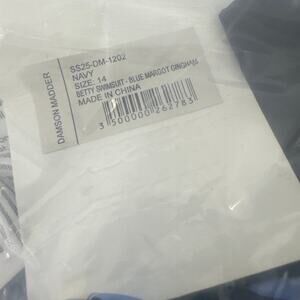 DAMSON MADDER
SS25-DM-1202
NAVY
SIZE: 14
BETTY SWIMSUIT - BLUE MARGOT GINGHAM
MADE IN CHINA
3 500000 262783